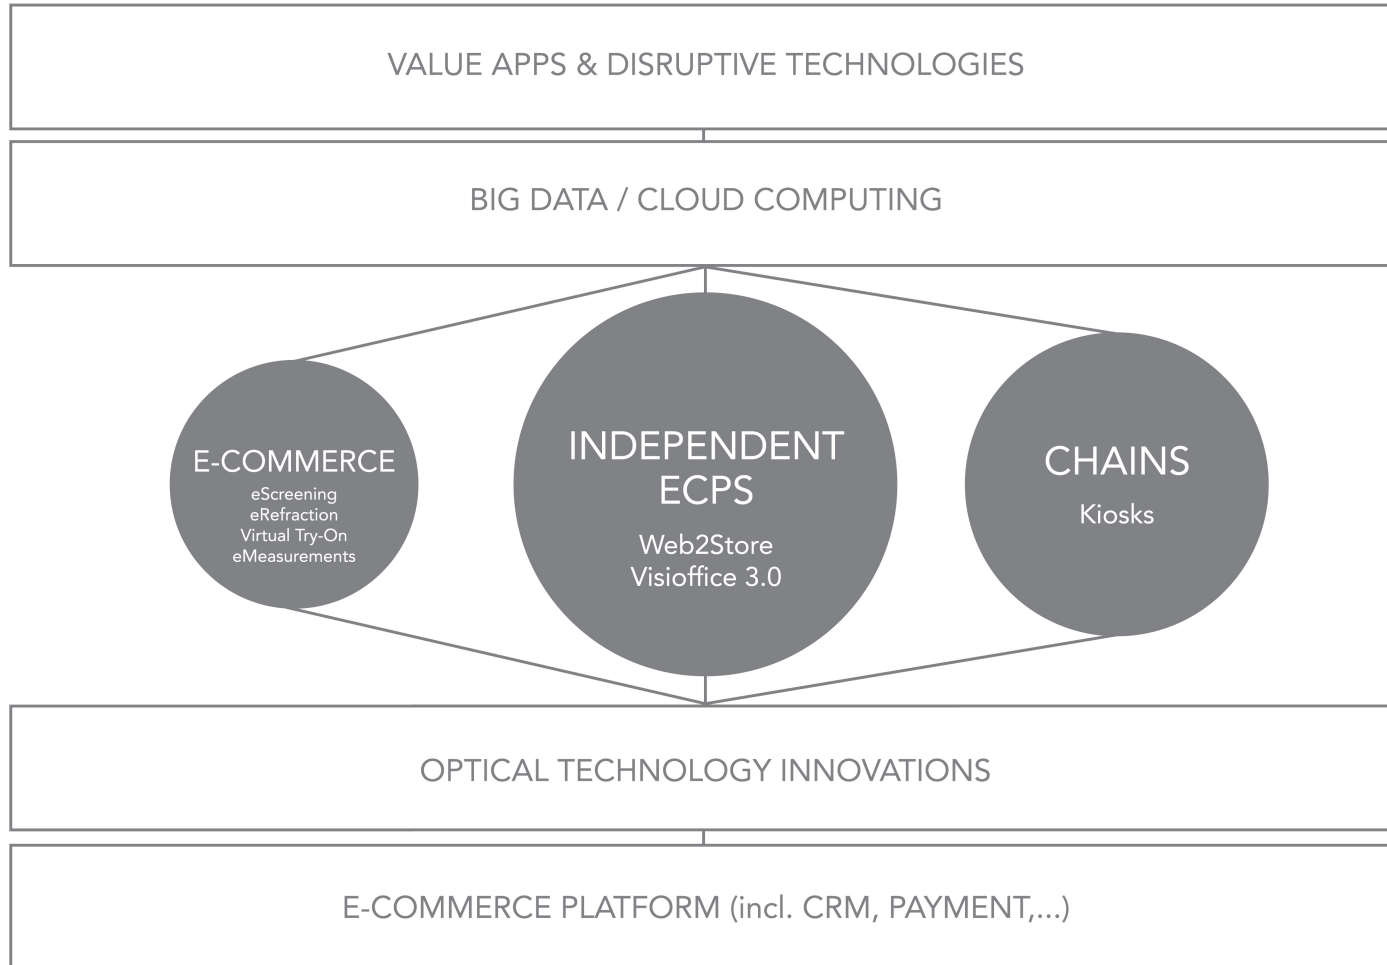 VALUE APPS & DISRUPTIVE TECHNOLOGIES
BIG DATA / CLOUD COMPUTING
E-COMMERCE
eScreening
eRefraction
Virtual Try-On
eMeasurements
INDEPENDENT
ECPS
Web2Store
Visioffice 3.0
CHAINS
Kiosks
OPTICAL TECHNOLOGY INNOVATIONS
E-COMMERCE PLATFORM (incl. CRM, PAYMENT,...)